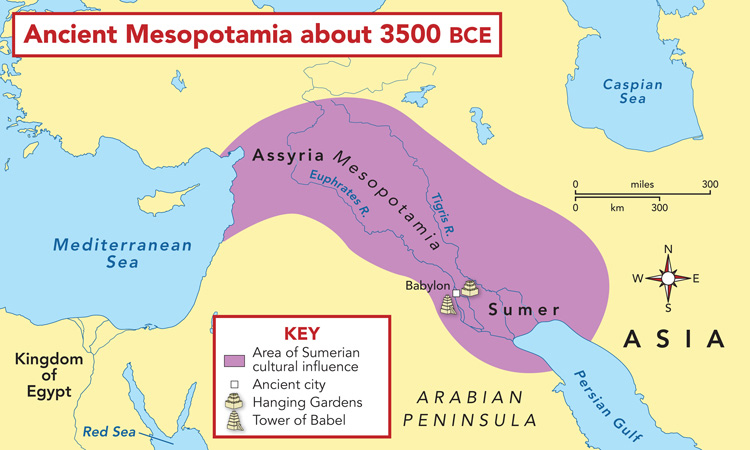 Ancient Mesopotamia about 3500 BCE
Caspian
Sea
Assyria
Mesopotamia
Euphrates R.
Tigris R.
0 miles 300
0 km 300
Mediterranean
Sea
N
W E
S
Babylon
Sumer
ASIA
Kingdom
of
Egypt
Red Sea
KEY
Area of Sumerian
cultural influence
Ancient city
Hanging Gardens
Tower of Babel
ARABIAN
PENINSULA
Persian Gulf